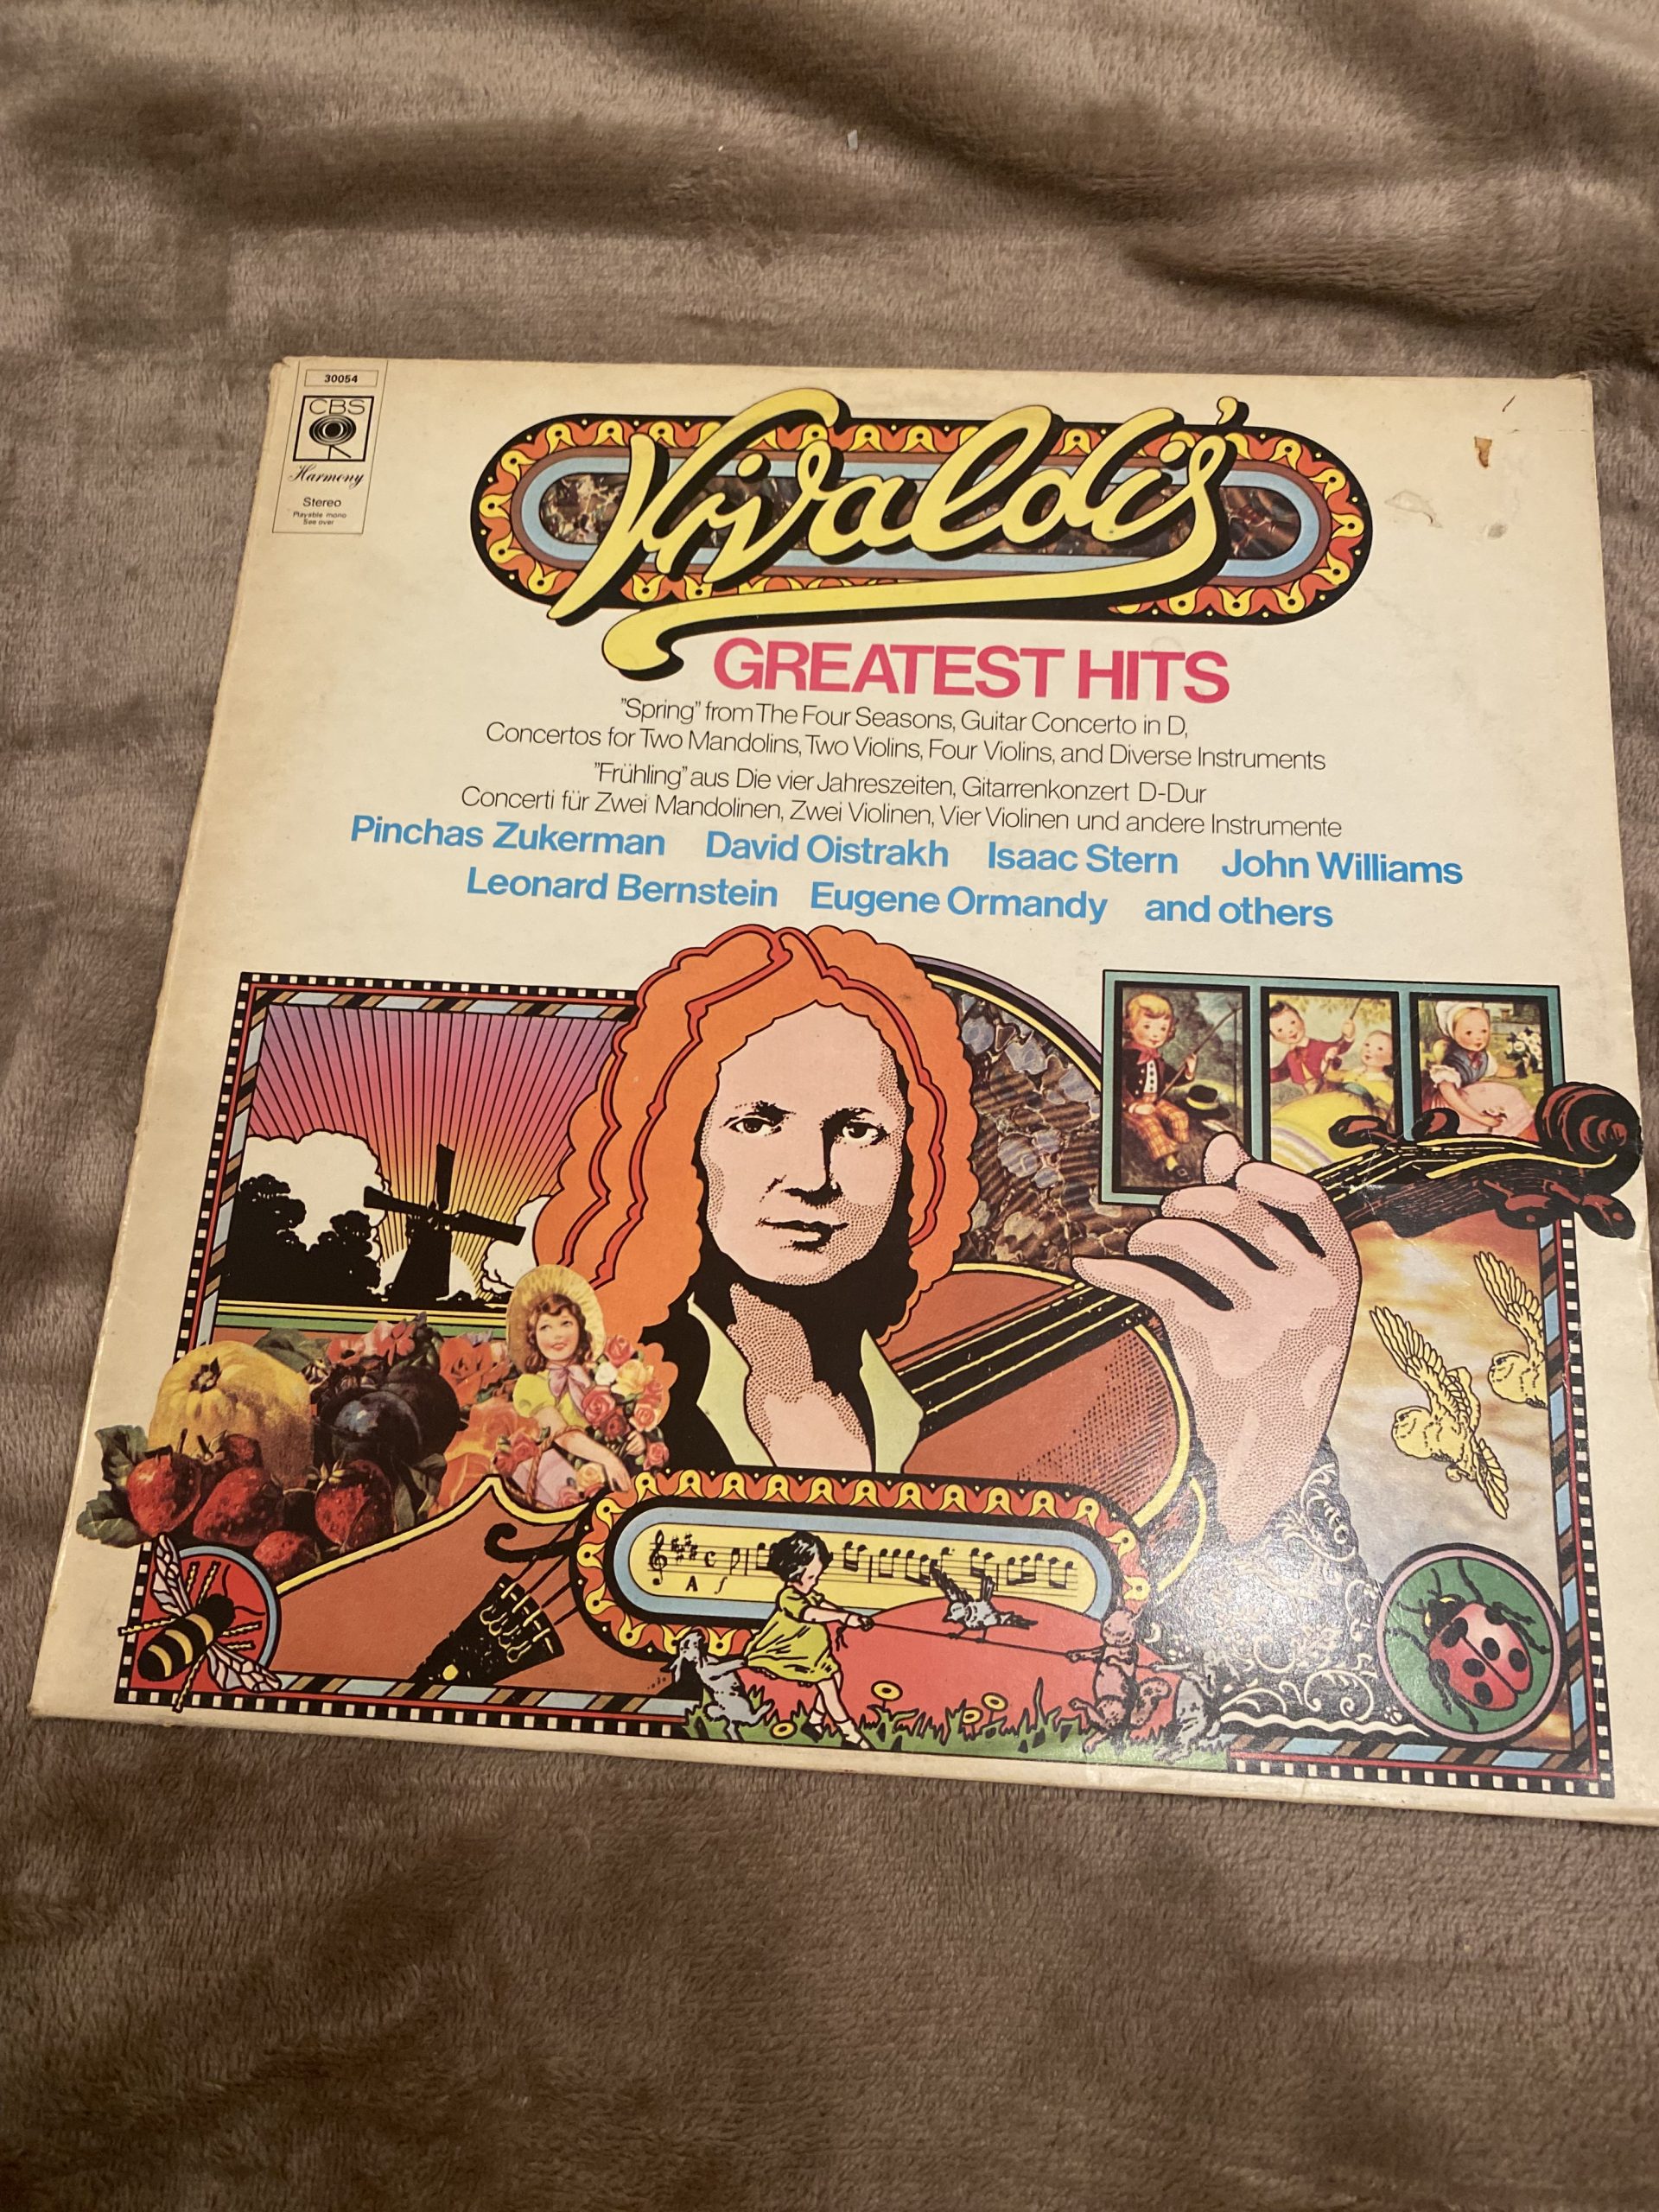 30054
CBS
Harmony
Stereo
Playable mono
See over
Vivaldi's
GREATEST HITS
"Spring" from The Four Seasons, Guitar Concerto in D,
Concertos for Two Mandolins, Two Violins, Four Violins, and Diverse Instruments
"Frühling" aus Die vier Jahreszeiten, Gitarrenkonzert D-Dur
Concerti für Zwei Mandolinen, Zwei Violinen, Vier Violinen und andere Instrumente
Pinchas Zukerman David Oistrakh Isaac Stern John Williams
Leonard Bernstein Eugene Ormandy and others
A